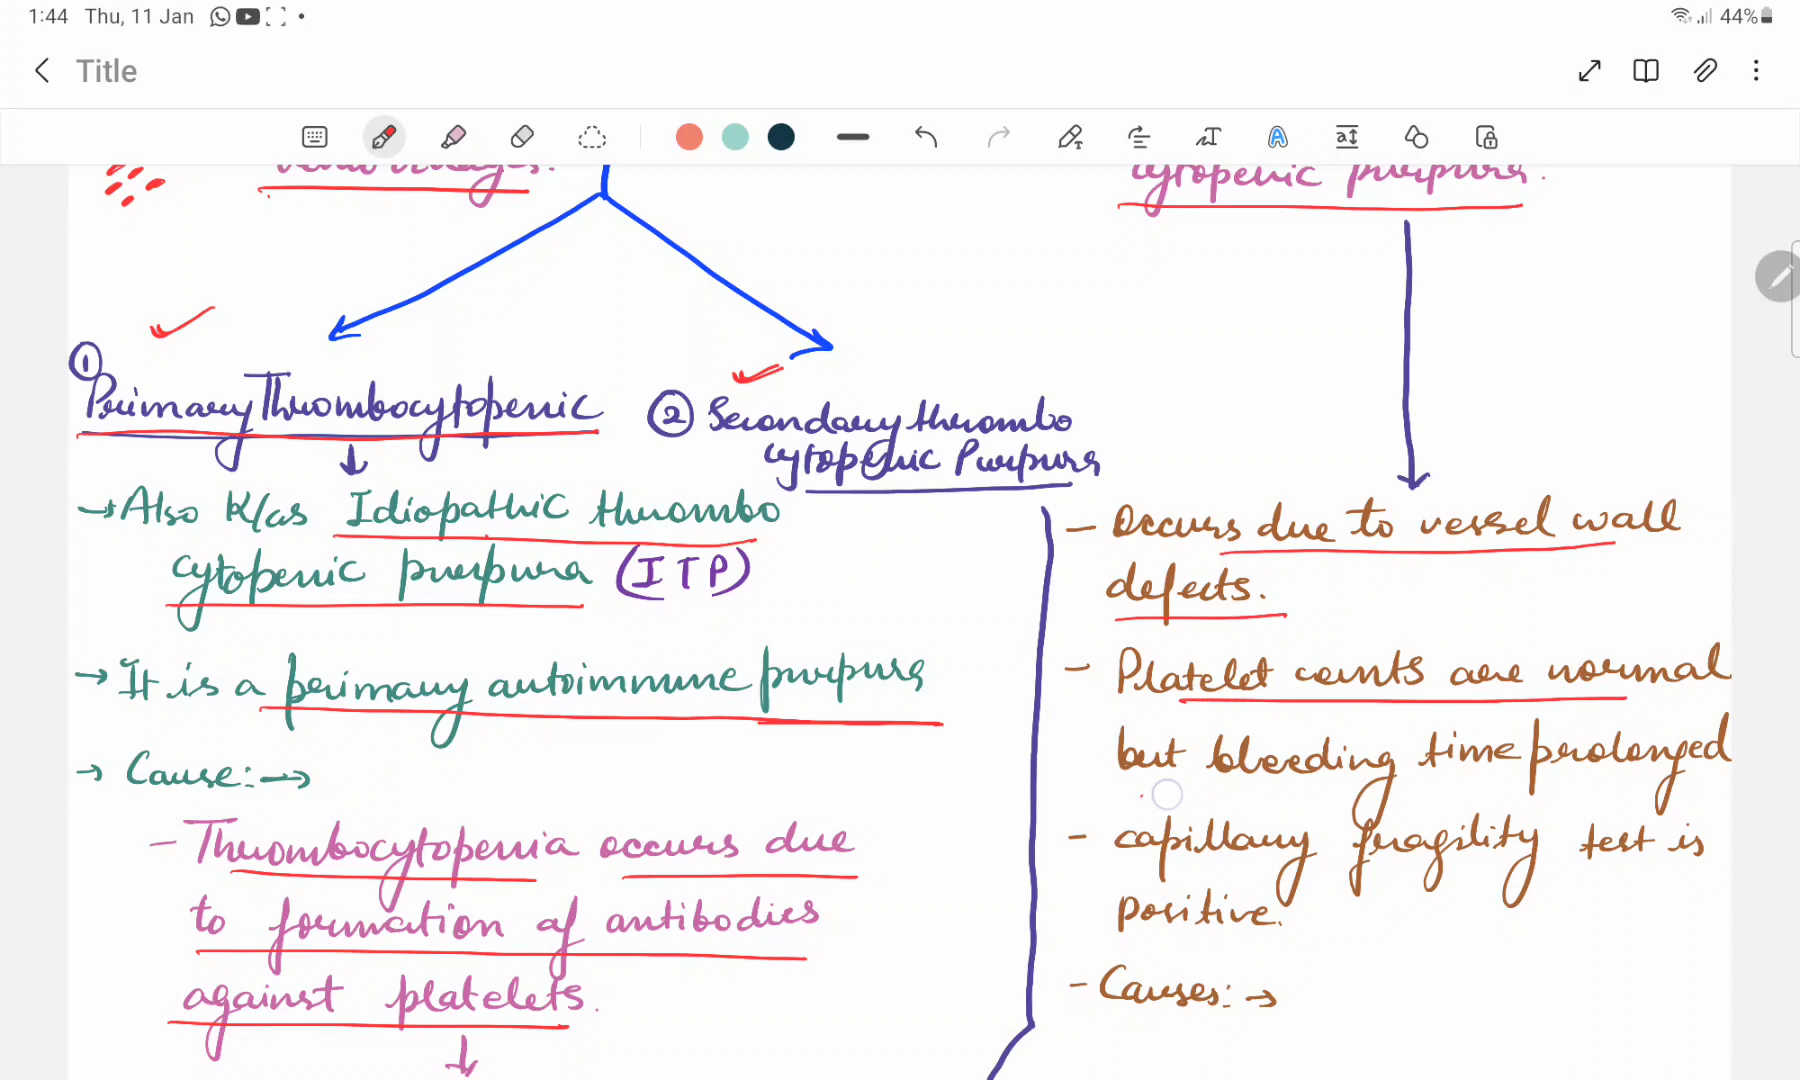 1:44 Thu, 11 Jan
44%
Title
cytopenic purpura.
① Primary Thrombocytopenic
② Secondary thrombo
cytopenic Purpura
→ Also K/as Idiopathic thrombo
cytopenic purpura (ITP)
→ It is a primary autoimmune purpura
→ Cause:→
- Thrombocytopenia occurs due
to formation of antibodies
against platelets.
- Occurs due to vessel wall
defects.
- Platelet counts are normal
but bleeding time prolonged
- capillary fragility test is
positive.
- Causes:→